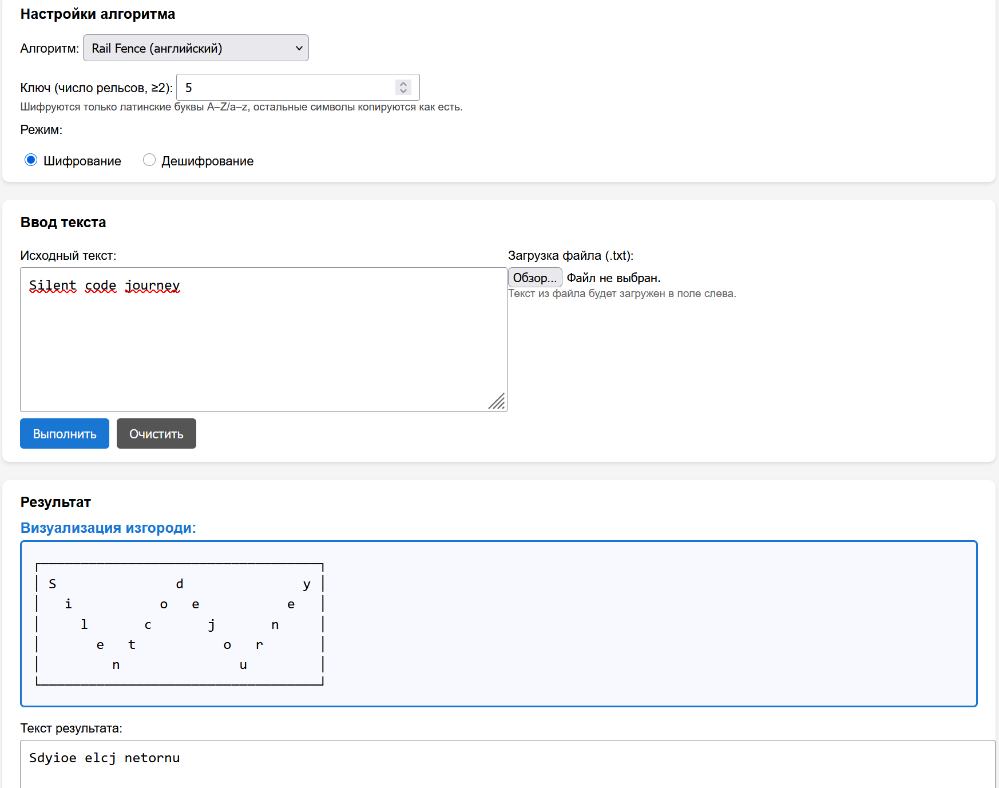 Настройки алгоритма
Алгоритм: Rail Fence (английский)
Ключ (число рельсов, ≥2): 5
Шифруются только латинские буквы A–Z/a–z, остальные символы копируются как есть.
Режим:
Шифрование Дешифрование
Ввод текста
Исходный текст: Загрузка файла (.txt):
Silent code journey
Обзор... Файл не выбран.
Текст из файла будет загружен в поле слева.
Выполнить Очистить
Результат
Визуализация изгороди:
S d y
i o e e
l c j n
e t o r
n u
Текст результата:
Sdyioe elcj netornu